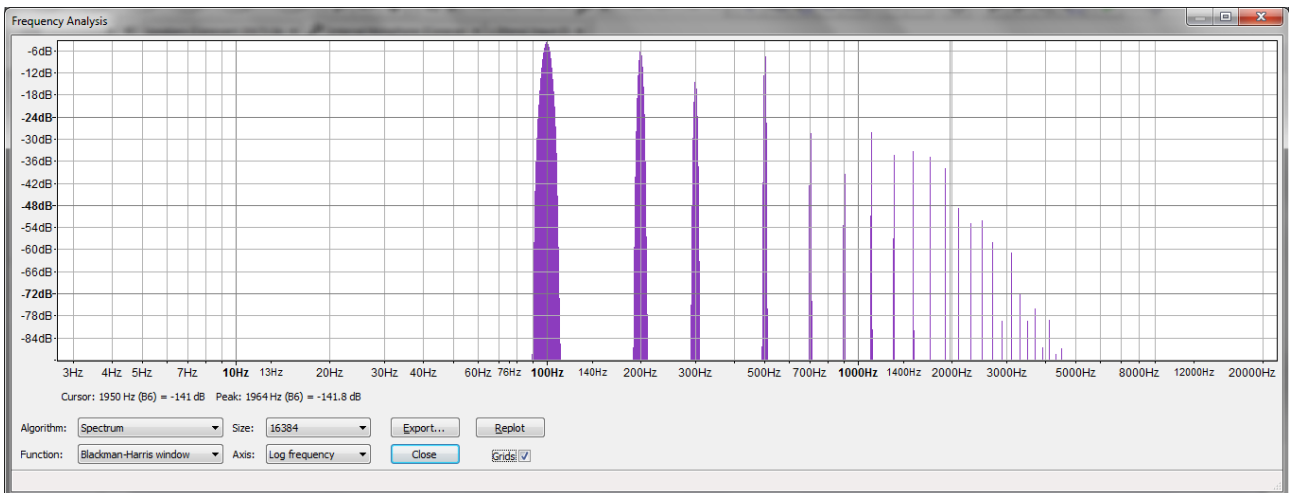 Frequency Analysis
-6dB
-12dB
-18dB
-24dB
-30dB
-36dB
-42dB
-48dB
-54dB
-60dB
-66dB
-72dB
-78dB
-84dB
3Hz 4Hz 5Hz 7Hz 10Hz 13Hz 20Hz 30Hz 40Hz 60Hz 76Hz 100Hz 140Hz 200Hz 300Hz 500Hz 700Hz 1000Hz 1400Hz 2000Hz 3000Hz 5000Hz 8000Hz 12000Hz 20000Hz
Cursor: 1950 Hz (B6) = -141 dB Peak: 1964 Hz (B6) = -141.8 dB
Algorithm: Spectrum Size: 16384 Export... Replot
Function: Blackman-Harris window Axis: Log frequency Close Grids